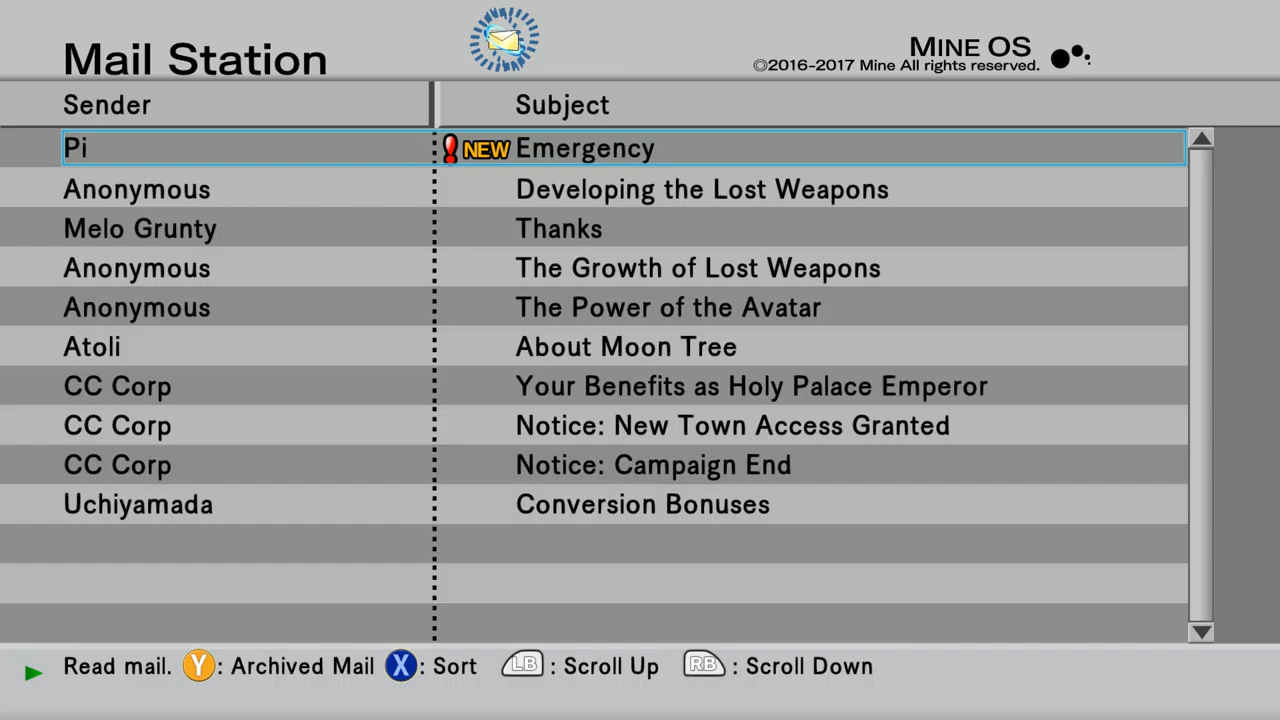 Mail Station
MINE OS
©2016-2017 Mine All rights reserved.
Sender Subject
Pi NEW Emergency
Anonymous Developing the Lost Weapons
Melo Grunty Thanks
Anonymous The Growth of Lost Weapons
Anonymous The Power of the Avatar
Atoli About Moon Tree
CC Corp Your Benefits as Holy Palace Emperor
CC Corp Notice: New Town Access Granted
CC Corp Notice: Campaign End
Uchiyamada Conversion Bonuses
Read mail. Y: Archived Mail X: Sort LB: Scroll Up RB: Scroll Down